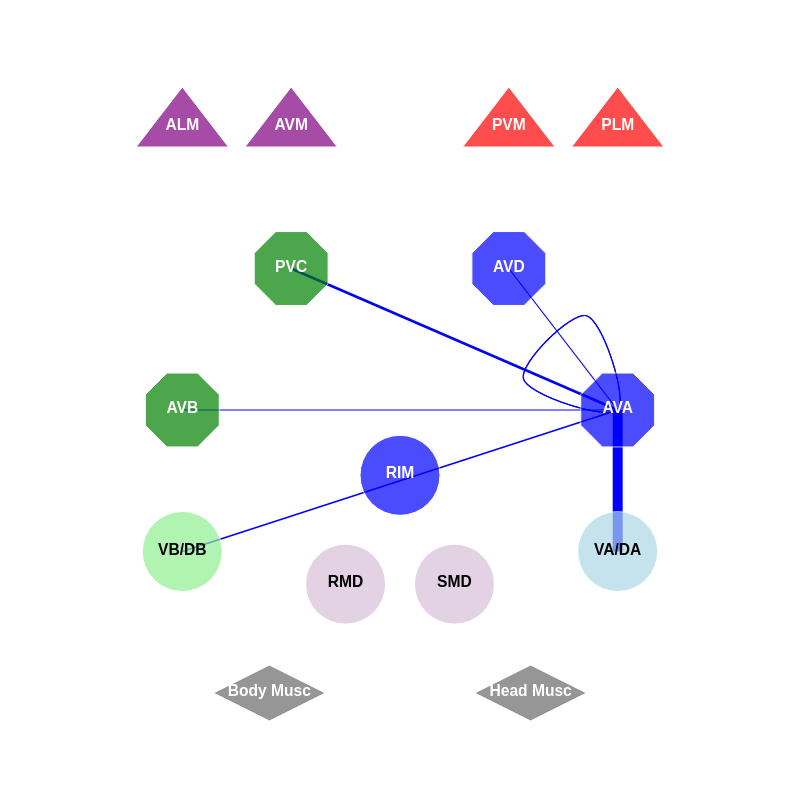 ALM
AVM
PVM
PLM
PVC
AVD
AVB
AVA
RIM
VB/DB
VA/DA
RMD
SMD
Body Musc
Head Musc